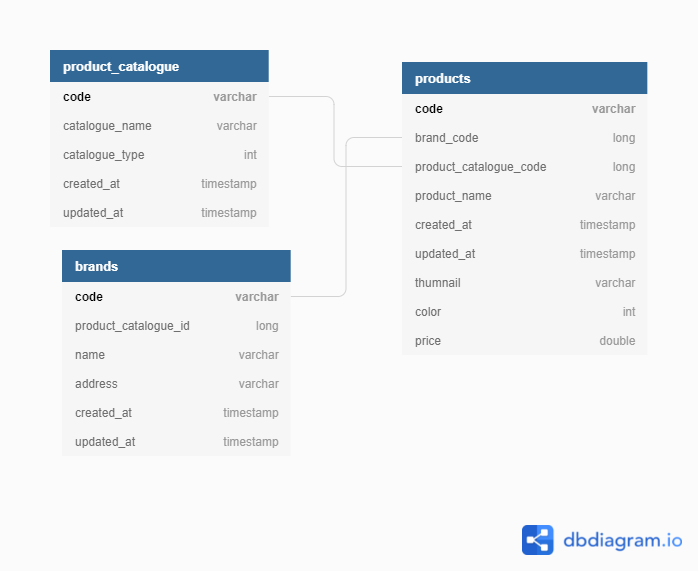 product_catalogue
code varchar
catalogue_name varchar
catalogue_type int
created_at timestamp
updated_at timestamp
brands
code varchar
product_catalogue_id long
name varchar
address varchar
created_at timestamp
updated_at timestamp
products
code varchar
brand_code long
product_catalogue_code long
product_name varchar
created_at timestamp
updated_at timestamp
thumnail varchar
color int
price double
dbdiagram.io